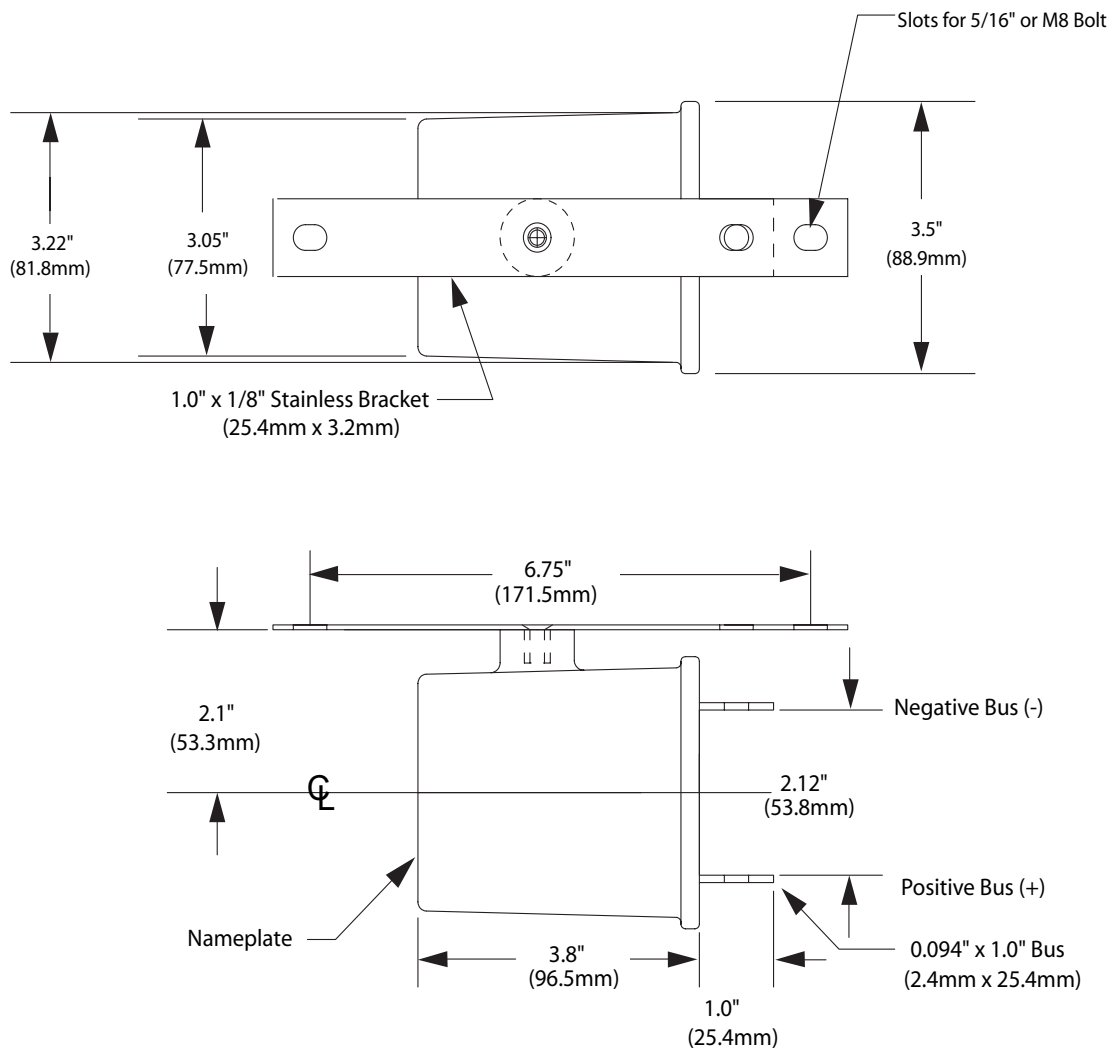 Slots for 5/16" or M8 Bolt
3.22"
(81.8mm)
3.05"
(77.5mm)
3.5"
(88.9mm)
1.0" x 1/8" Stainless Bracket
(25.4mm x 3.2mm)
6.75"
(171.5mm)
2.1"
(53.3mm)
Negative Bus (-)
℄
2.12"
(53.8mm)
Positive Bus (+)
Nameplate
3.8"
(96.5mm)
0.094" x 1.0" Bus
(2.4mm x 25.4mm)
1.0"
(25.4mm)